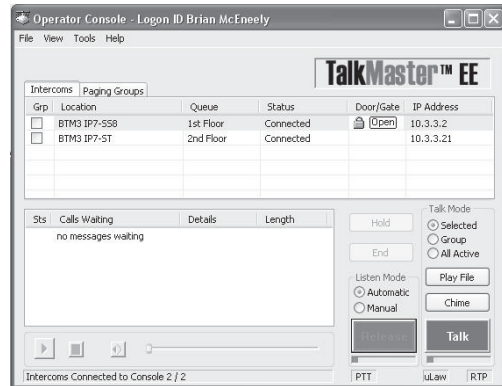 Operator Console - Logon ID Brian McEneely
File View Tools Help
TalkMaster™ EE
Intercoms Paging Groups
Grp Location Queue Status Door/Gate IP Address
BTM3 IP7-SS8 1st Floor Connected Open 10.3.3.2
BTM3 IP7-ST 2nd Floor Connected 10.3.3.21
Sts Calls Waiting Details Length
no messages waiting
Hold
End
Listen Mode
Automatic
Manual
Release
Talk Mode
Selected
Group
All Active
Play File
Chime
Talk
Intercoms Connected to Console 2 / 2
PTT uLaw RTP